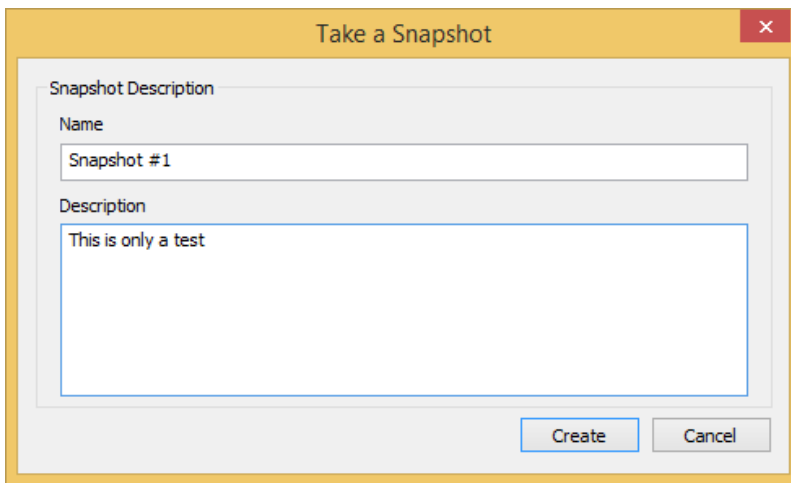 Take a Snapshot
Snapshot Description
Name
Snapshot #1
Description
This is only a test
Create Cancel